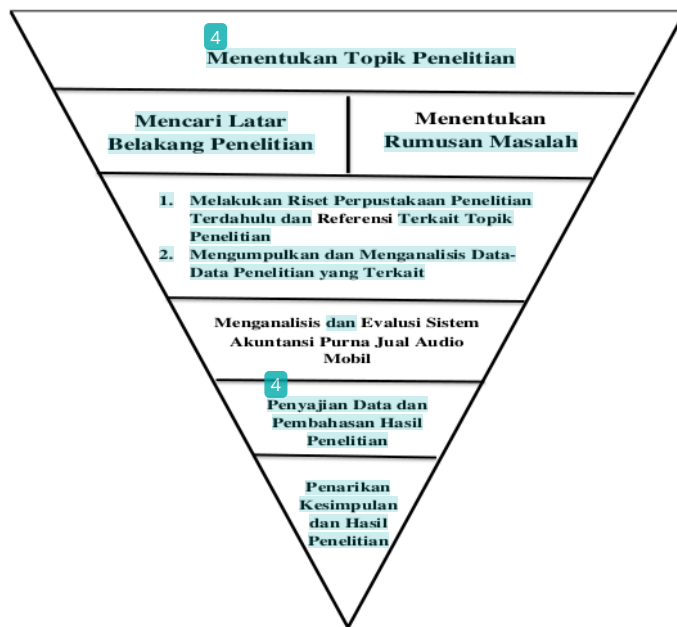 4
Menentukan Topik Penelitian
Mencari Latar
Belakang Penelitian
Menentukan
Rumusan Masalah
1. Melakukan Riset Perpustakaan Penelitian
Terdahulu dan Referensi Terkait Topik
Penelitian
2. Mengumpulkan dan Menganalisis Data-
Data Penelitian yang Terkait
Menganalisis dan Evalusi Sistem
Akuntansi Purna Jual Audio
Mobil
4
Penyajian Data dan
Pembahasan Hasil
Penelitian
Penarikan
Kesimpulan
dan Hasil
Penelitian